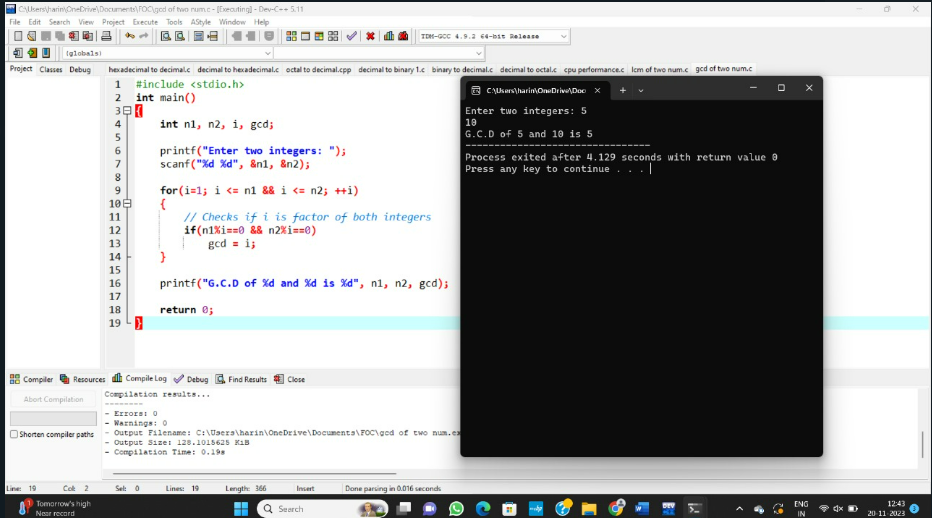 C:\Users\harin\OneDrive\Documents\FOC\gcd of two num.c - [Executing] - Dev-C++ 5.11
File Edit Search View Project Execute Tools AStyle Window Help
TDM-GCC 4.9.2 64-bit Release
(globals)
Project Classes Debug
hexadecimal to decimal.c decimal to hexadecimal.c octal to decimal.cpp decimal to binary 1.c binary to decimal.c decimal to octal.c cpu performance.c lcm of two num.c gcd of two num.c
1 #include <stdio.h>
2 int main()
3 {
4 int n1, n2, i, gcd;
5
6 printf("Enter two integers: ");
7 scanf("%d %d", &n1, &n2);
8
9 for(i=1; i <= n1 && i <= n2; ++i)
10 {
11 // Checks if i is factor of both integers
12 if(n1%i==0 && n2%i==0)
13 gcd = i;
14 }
15
16 printf("G.C.D of %d and %d is %d", n1, n2, gcd);
17
18 return 0;
19 }
C:\Users\harin\OneDrive\Doc
Enter two integers: 5
10
G.C.D of 5 and 10 is 5
--------------------------------
Process exited after 4.129 seconds with return value 0
Press any key to continue . . .
Compiler Resources Compile Log Debug Find Results Close
Abort Compilation
Shorten compiler paths
Compilation results...
--------
- Errors: 0
- Warnings: 0
- Output Filename: C:\Users\harin\OneDrive\Documents\FOC\gcd of two num.ex
- Output Size: 128.1015625 KiB
- Compilation Time: 0.19s
Line: 19 Col: 2 Sel: 0 Lines: 19 Length: 366 Insert Done parsing in 0.016 seconds
Tomorrow's high
Near record
Search
ENG
IN
12:43
20-11-2023